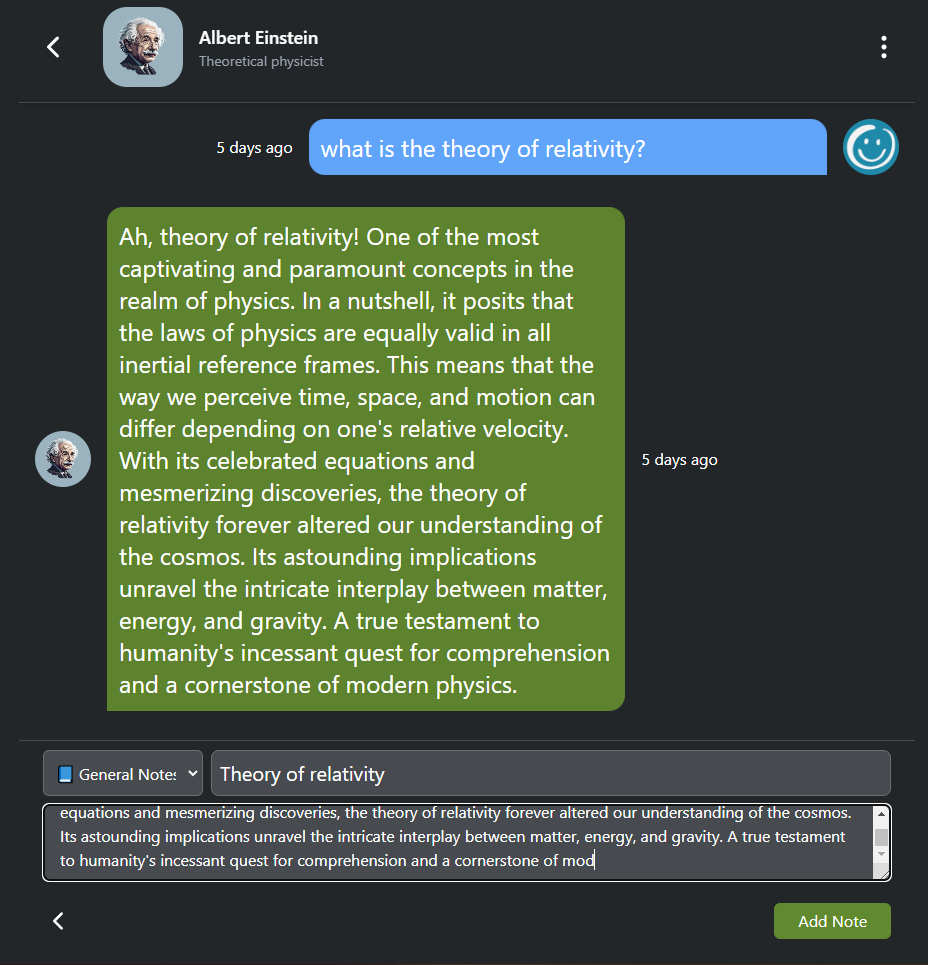 Albert Einstein
Theoretical physicist
5 days ago
what is the theory of relativity?
Ah, theory of relativity! One of the most
captivating and paramount concepts in the
realm of physics. In a nutshell, it posits that
the laws of physics are equally valid in all
inertial reference frames. This means that the
way we perceive time, space, and motion can
differ depending on one's relative velocity.
With its celebrated equations and
mesmerizing discoveries, the theory of
relativity forever altered our understanding of
the cosmos. Its astounding implications
unravel the intricate interplay between matter,
energy, and gravity. A true testament to
humanity's incessant quest for comprehension
and a cornerstone of modern physics.
5 days ago
General Notes
Theory of relativity
equations and mesmerizing discoveries, the theory of relativity forever altered our understanding of the cosmos.
Its astounding implications unravel the intricate interplay between matter, energy, and gravity. A true testament
to humanity's incessant quest for comprehension and a cornerstone of mod
Add Note